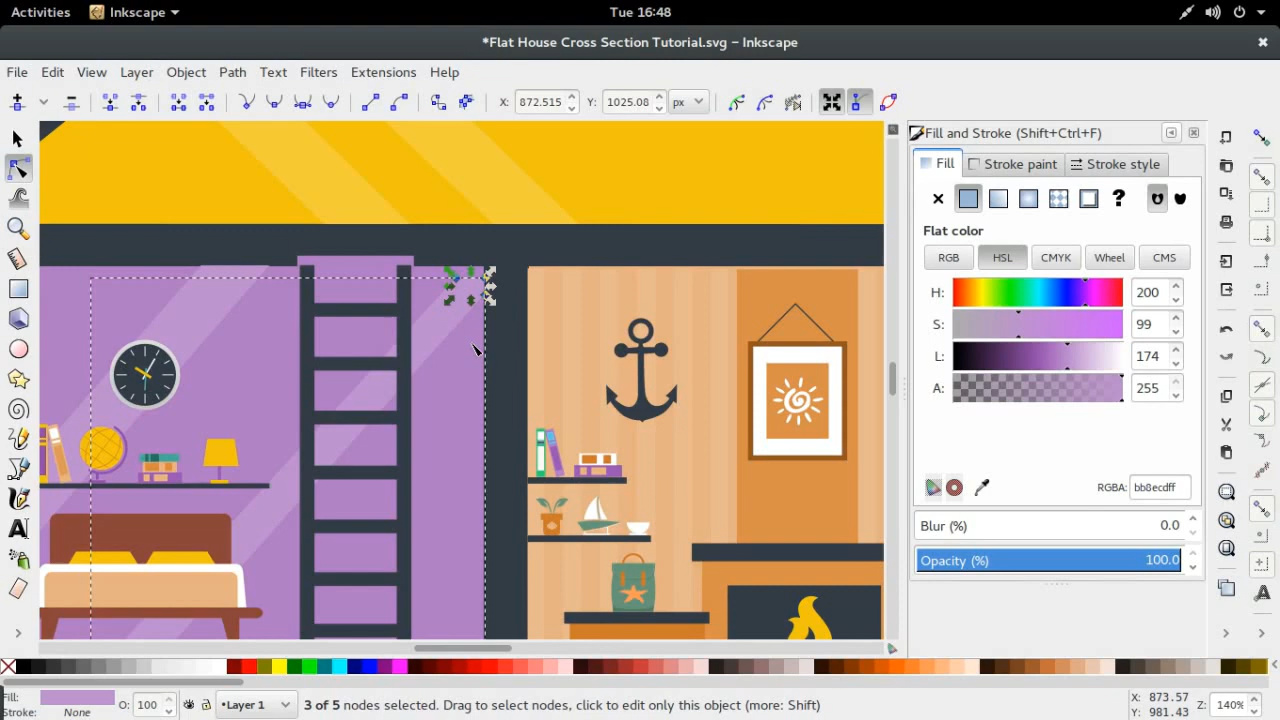 Activities Inkscape Tue 16:48
*Flat House Cross Section Tutorial.svg – Inkscape
File Edit View Layer Object Path Text Filters Extensions Help
X: 872.515 Y: 1025.08 px
Fill and Stroke (Shift+Ctrl+F)
Fill Stroke paint Stroke style
?
Flat color
RGB HSL CMYK Wheel CMS
H: 200
S: 99
L: 174
A: 255
RGBA: bb8ecdff
Blur (%) 0.0
Opacity (%) 100.0
Fill: O: 100 Layer 1 3 of 5 nodes selected. Drag to select nodes, click to edit only this object (more: Shift) X: 873.57 Z: 140%
Stroke: None Y: 981.43